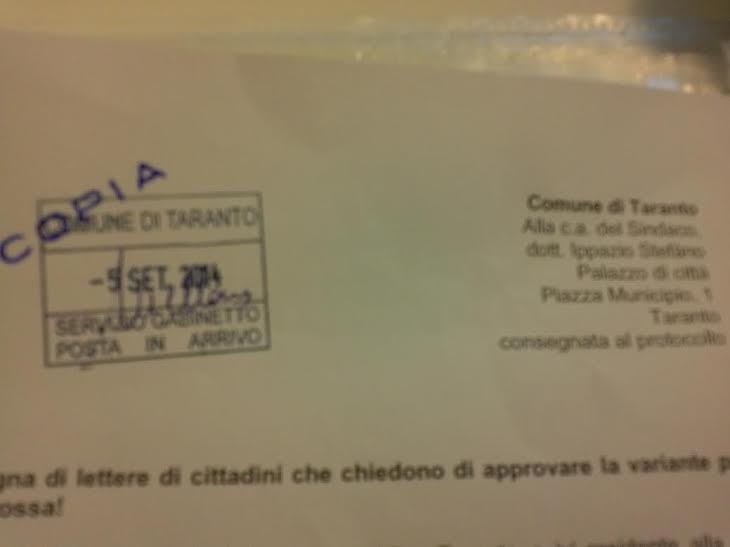 COPIA
COMUNE DI TARANTO
-5 SET. 2014
SERVIZIO GABINETTO
POSTA IN ARRIVO
Comune di Taranto
Alla c.a. del Sindaco,
dott. Ippazio Stefàno
Palazzo di città
Piazza Municipio, 1
Taranto
consegnata al protocollo
gna di lettere di cittadini che chiedono di approvare la variante p
ossa!
residente alla